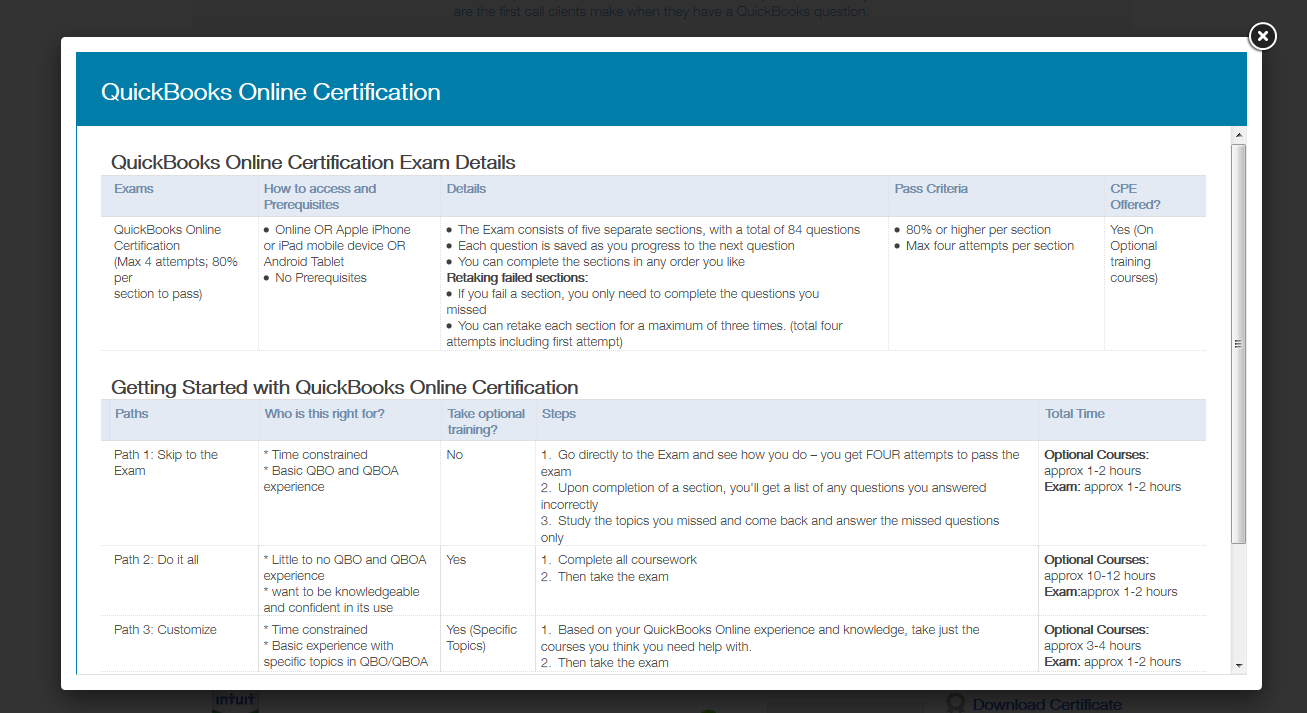 are the first call clients make when they have a QuickBooks question.
QuickBooks Online Certification
QuickBooks Online Certification Exam Details
Exams
How to access and
Prerequisites
Details
Pass Criteria
CPE
Offered?
QuickBooks Online
Certification
(Max 4 attempts; 80%
per
section to pass)
● Online OR Apple iPhone
or iPad mobile device OR
Android Tablet
● No Prerequisites
● The Exam consists of five separate sections, with a total of 84 questions
● Each question is saved as you progress to the next question
● You can complete the sections in any order you like
Retaking failed sections:
● If you fail a section, you only need to complete the questions you
missed
● You can retake each section for a maximum of three times. (total four
attempts including first attempt)
● 80% or higher per section
● Max four attempts per section
Yes (On
Optional
training
courses)
Getting Started with QuickBooks Online Certification
Paths
Who is this right for?
Take optional
training?
Steps
Total Time
Path 1: Skip to the
Exam
* Time constrained
* Basic QBO and QBOA
experience
No
1. Go directly to the Exam and see how you do – you get FOUR attempts to pass the
exam
2. Upon completion of a section, you'll get a list of any questions you answered
incorrectly
3. Study the topics you missed and come back and answer the missed questions
only
Optional Courses:
approx 1-2 hours
Exam: approx 1-2 hours
Path 2: Do it all
* Little to no QBO and QBOA
experience
* want to be knowledgeable
and confident in its use
Yes
1. Complete all coursework
2. Then take the exam
Optional Courses:
approx 10-12 hours
Exam:approx 1-2 hours
Path 3: Customize
* Time constrained
* Basic experience with
specific topics in QBO/QBOA
Yes (Specific
Topics)
1. Based on your QuickBooks Online experience and knowledge, take just the
courses you think you need help with.
2. Then take the exam
Optional Courses:
approx 3-4 hours
Exam: approx 1-2 hours
intuit
Download Certificate